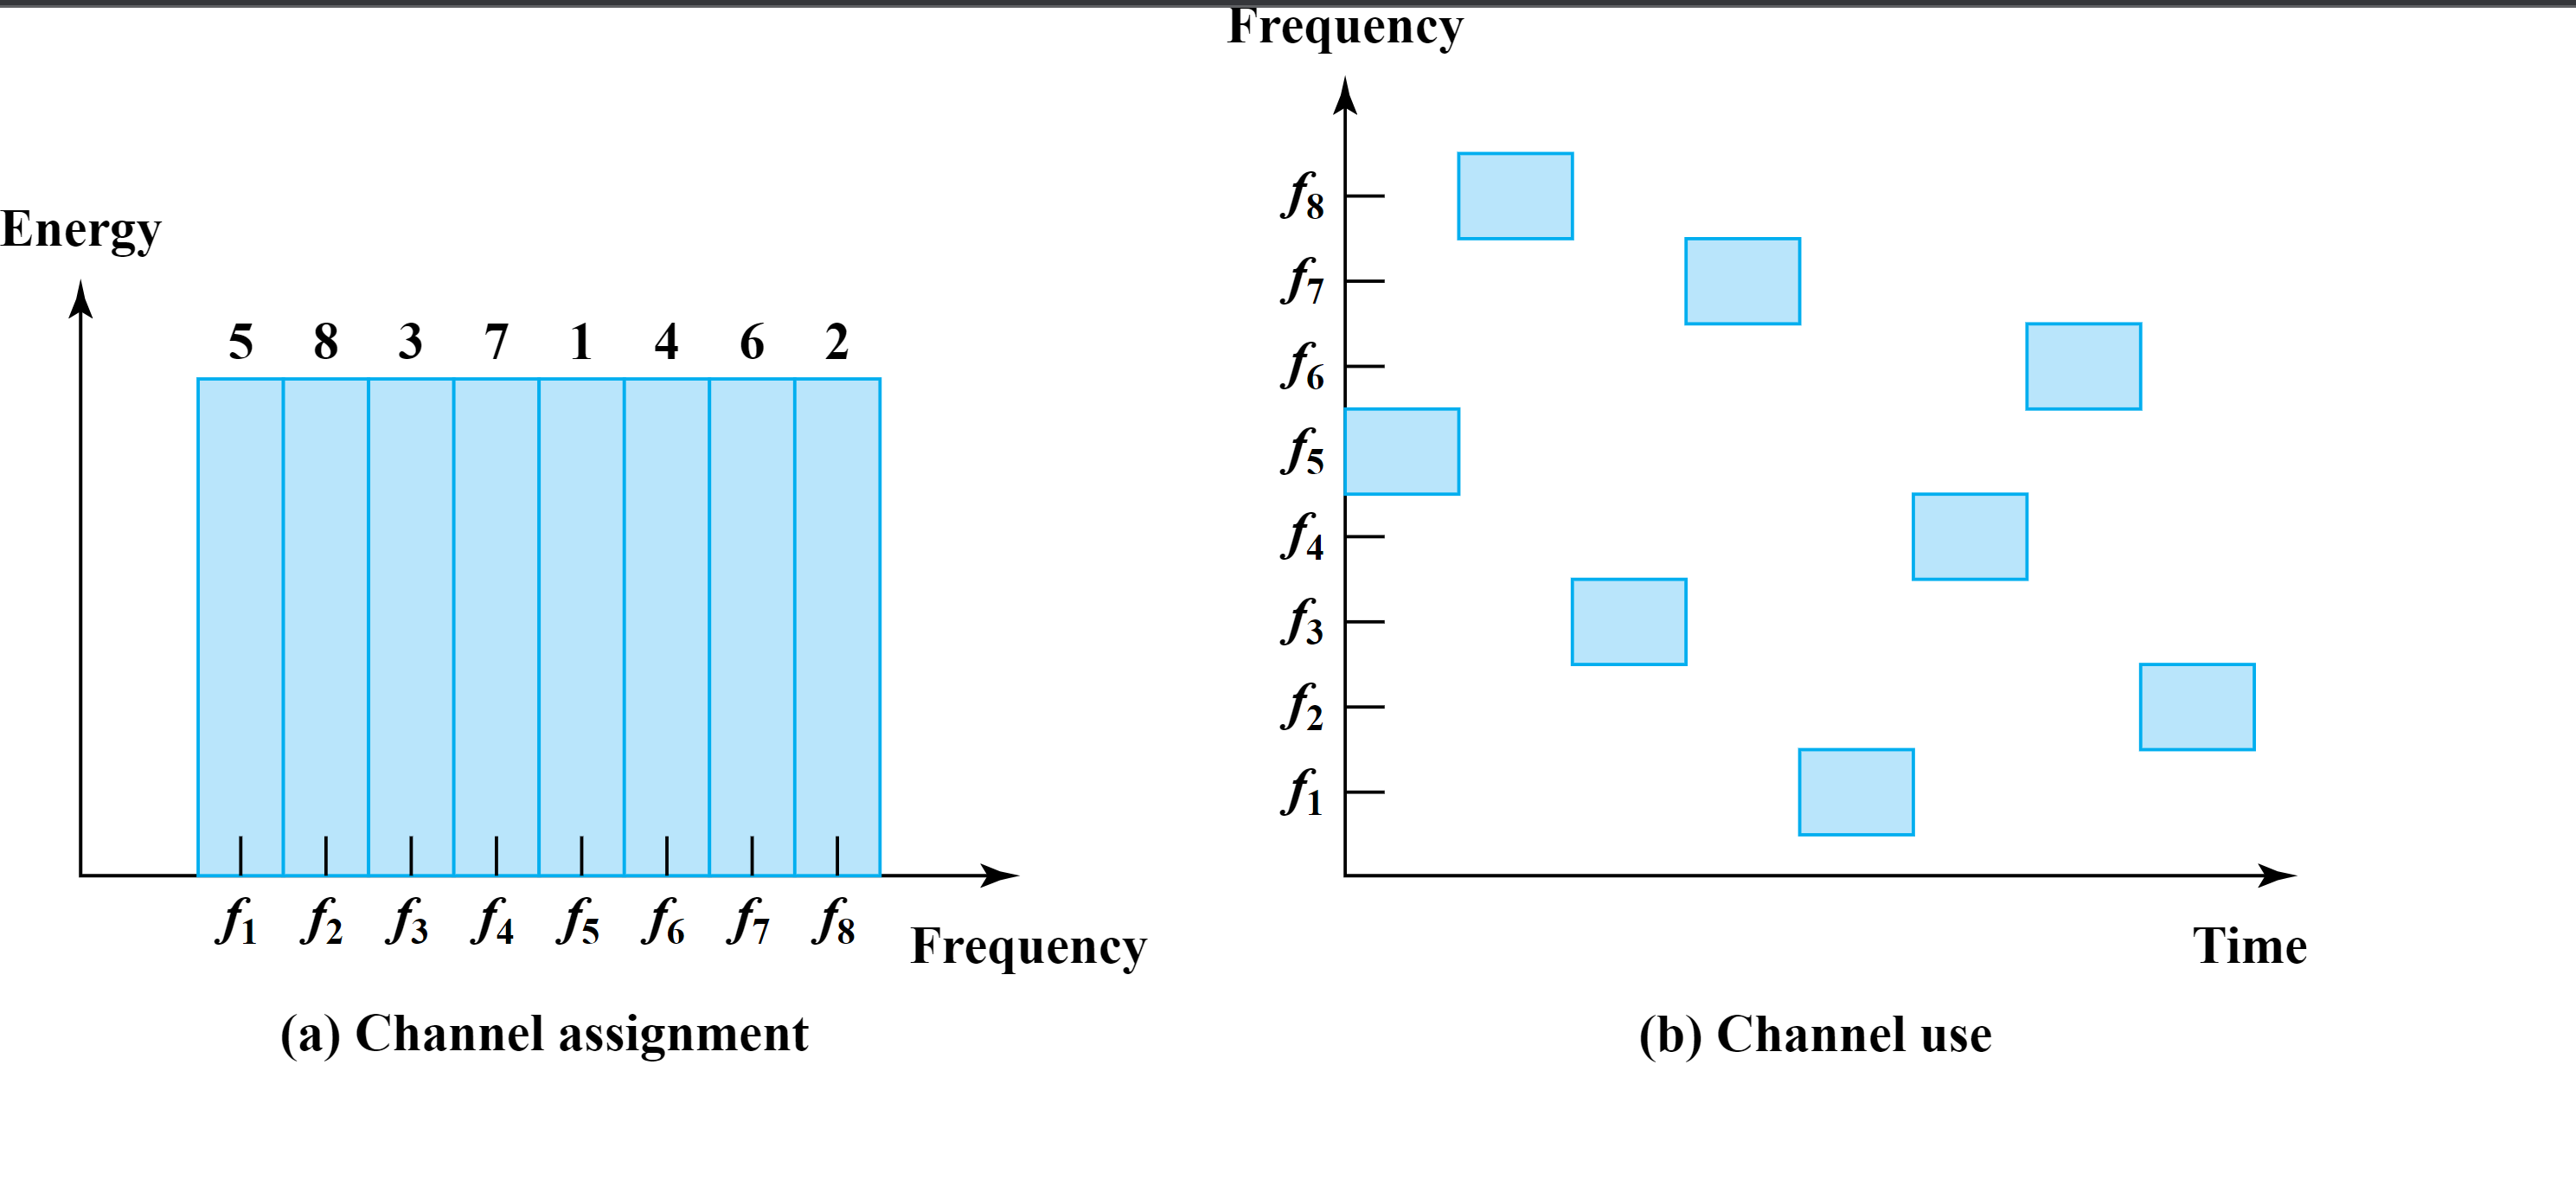 Energy
5 8 3 7 1 4 6 2
f1 f2 f3 f4 f5 f6 f7 f8
Frequency
(a) Channel assignment
Frequency
f8
f7
f6
f5
f4
f3
f2
f1
Time
(b) Channel use